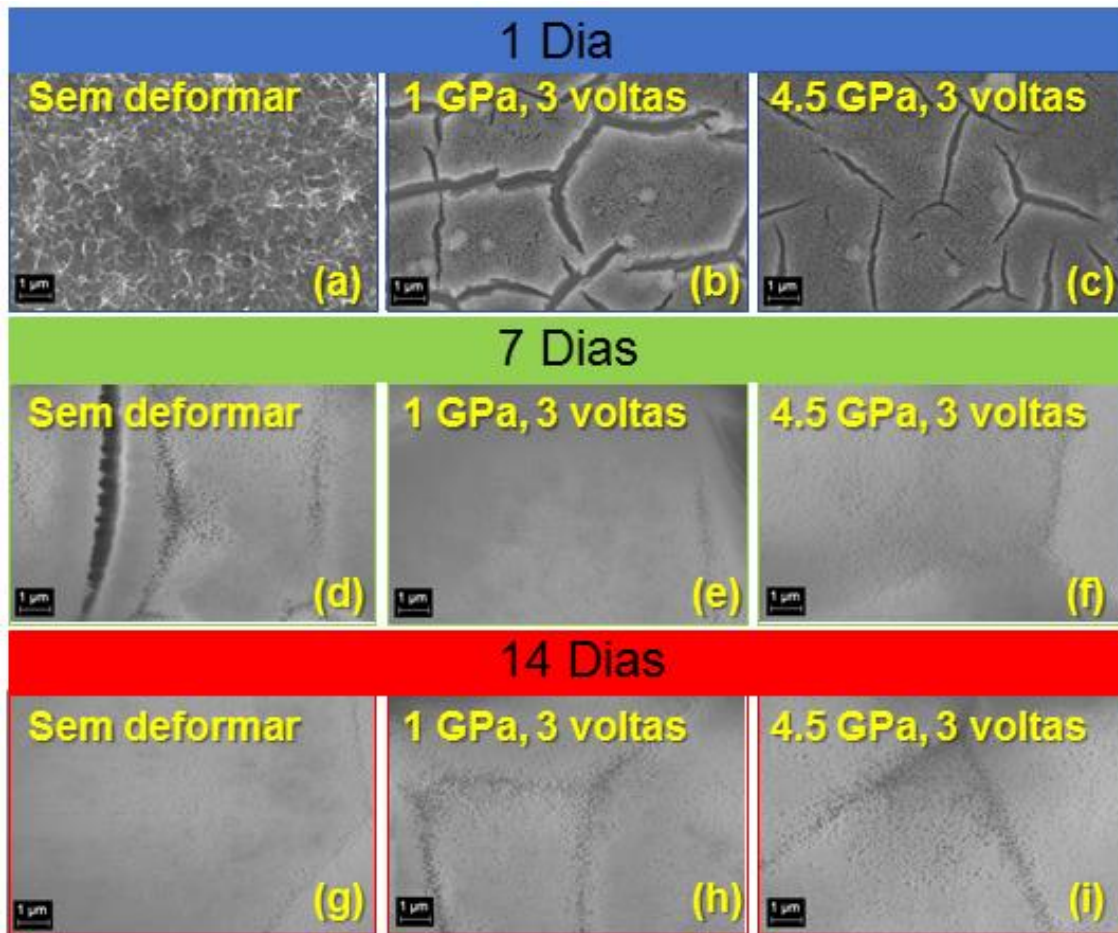 1 Dia
Sem deformar
1 GPa, 3 voltas
4.5 GPa, 3 voltas
1 µm
(a)
1 µm
(b)
1 µm
(c)
7 Dias
Sem deformar
1 GPa, 3 voltas
4.5 GPa, 3 voltas
1 µm
(d)
1 µm
(e)
1 µm
(f)
14 Dias
Sem deformar
1 GPa, 3 voltas
4.5 GPa, 3 voltas
1 µm
(g)
1 µm
(h)
1 µm
(i)